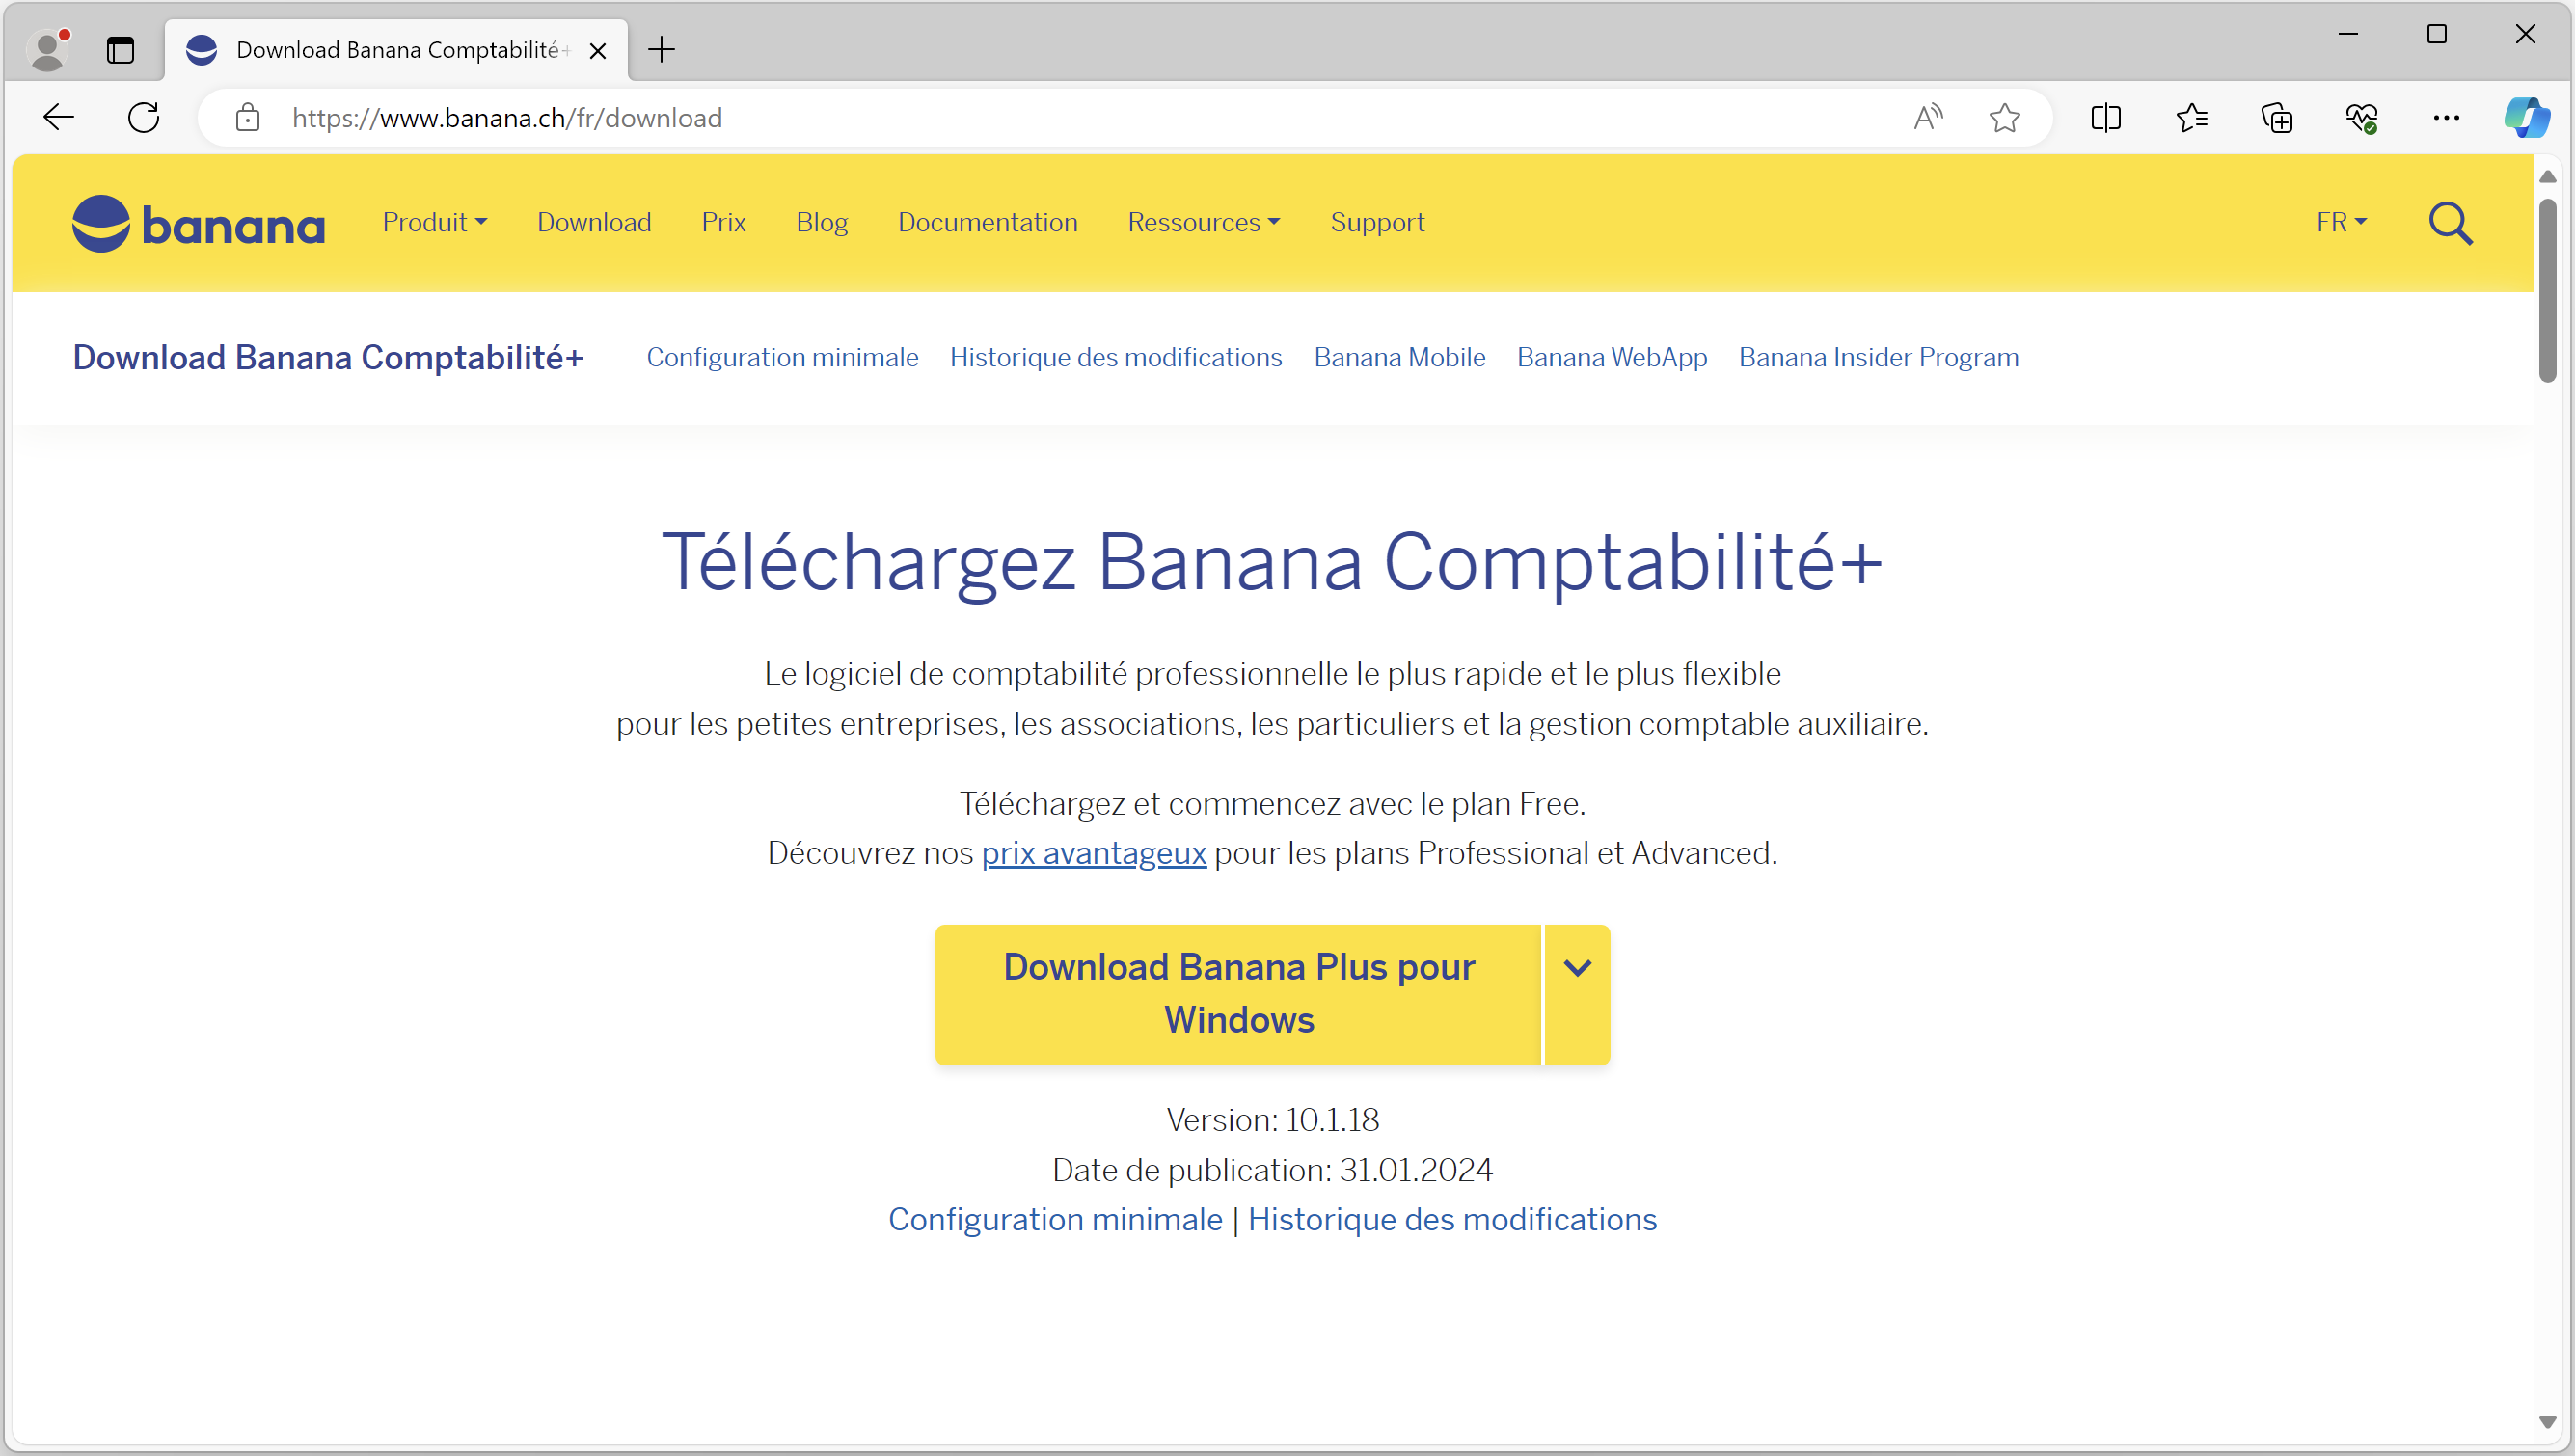 Download Banana Comptabilité+
https://www.banana.ch/fr/download
banana Produit Download Prix Blog Documentation Ressources Support FR
Download Banana Comptabilité+ Configuration minimale Historique des modifications Banana Mobile Banana WebApp Banana Insider Program
Téléchargez Banana Comptabilité+
Le logiciel de comptabilité professionnelle le plus rapide et le plus flexible
pour les petites entreprises, les associations, les particuliers et la gestion comptable auxiliaire.
Téléchargez et commencez avec le plan Free.
Découvrez nos prix avantageux pour les plans Professional et Advanced.
Download Banana Plus pour
Windows
Version: 10.1.18
Date de publication: 31.01.2024
Configuration minimale | Historique des modifications